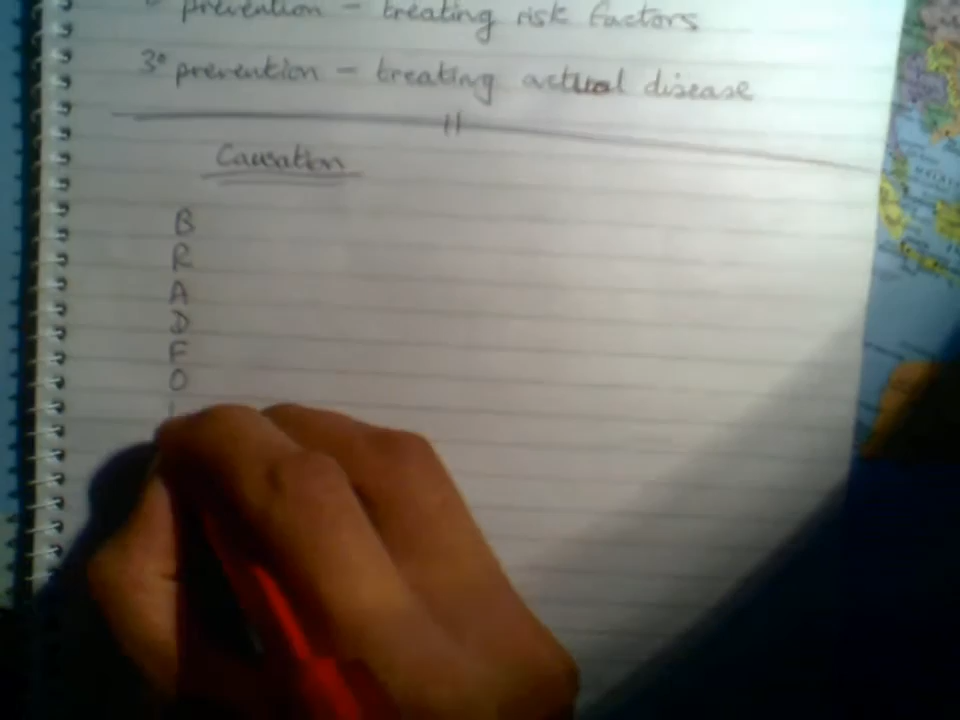 prevention - treating risk factors
3° prevention - treating actual disease
Causation
B
R
A
D
F
O